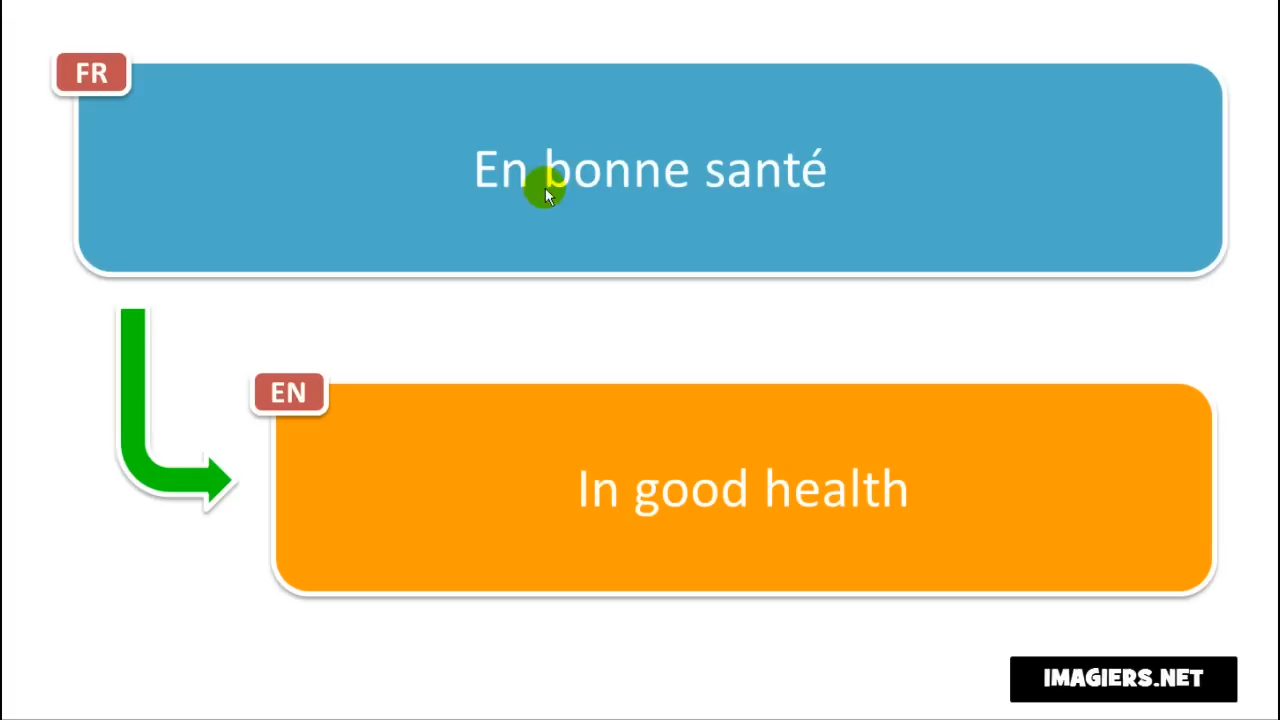 FR
En bonne santé
EN
In good health
IMAGIERS.NET